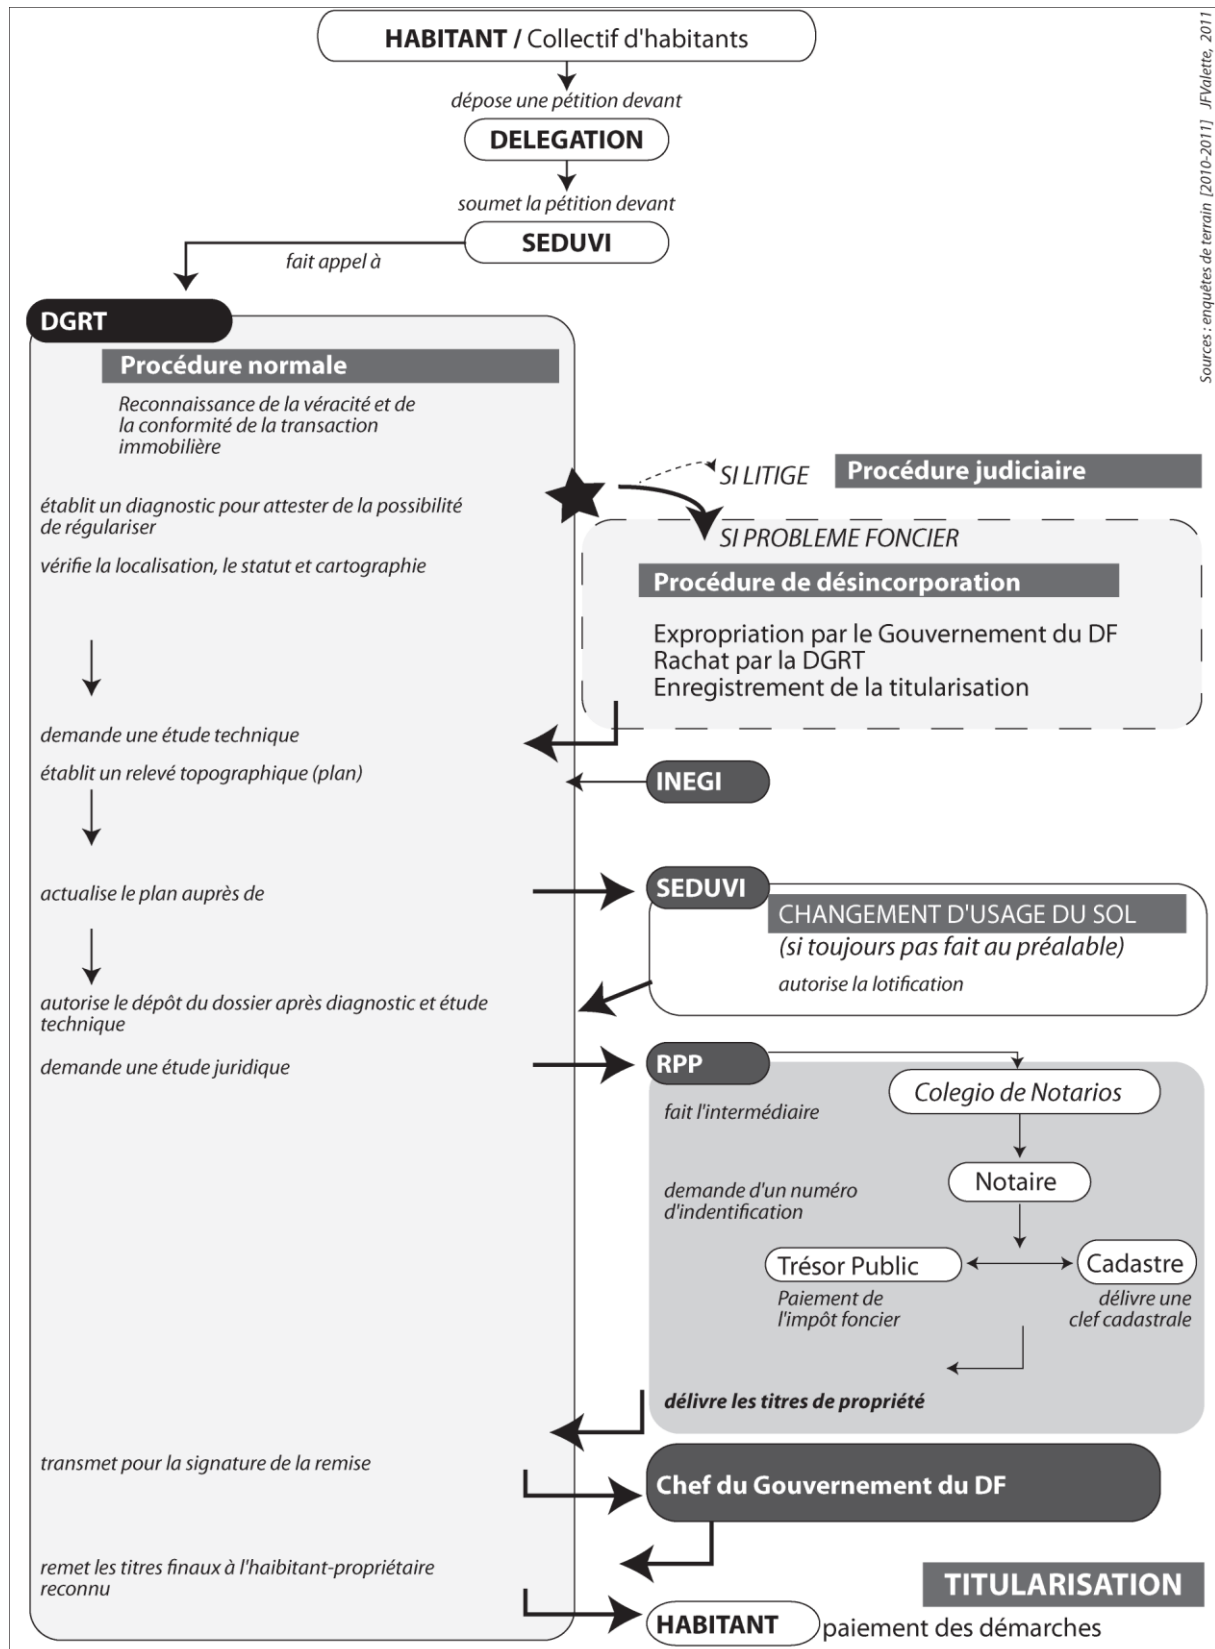 HABITANT / Collectif d'habitants
dépose une pétition devant
DELEGATION
soumet la pétition devant
SEDUVI
fait appel à
DGRT
Procédure normale
Reconnaissance de la véracité et de
la conformité de la transaction
immobilière
établit un diagnostic pour attester de la possibilité
de régulariser
vérifie la localisation, le statut et cartographie
SI LITIGE
Procédure judiciaire
SI PROBLEME FONCIER
Procédure de désincorporation
Expropriation par le Gouvernement du DF
Rachat par la DGRT
Enregistrement de la titularisation
demande une étude technique
établit un relevé topographique (plan)
INEGI
actualise le plan auprès de
SEDUVI
CHANGEMENT D'USAGE DU SOL
(si toujours pas fait au préalable)
autorise la lotification
autorise le dépôt du dossier après diagnostic et étude
technique
demande une étude juridique
RPP
fait l'intermédiaire
Colegio de Notarios
Notaire
demande d'un numéro
d'indentification
Trésor Public
Paiement de
l'impôt foncier
Cadastre
délivre une
clef cadastrale
délivre les titres de propriété
transmet pour la signature de la remise
Chef du Gouvernement du DF
remet les titres finaux à l'haibitant-propriétaire
reconnu
TITULARISATION
HABITANT paiement des démarches
Sources : enquêtes de terrain [2010-2011] JFValette, 2011